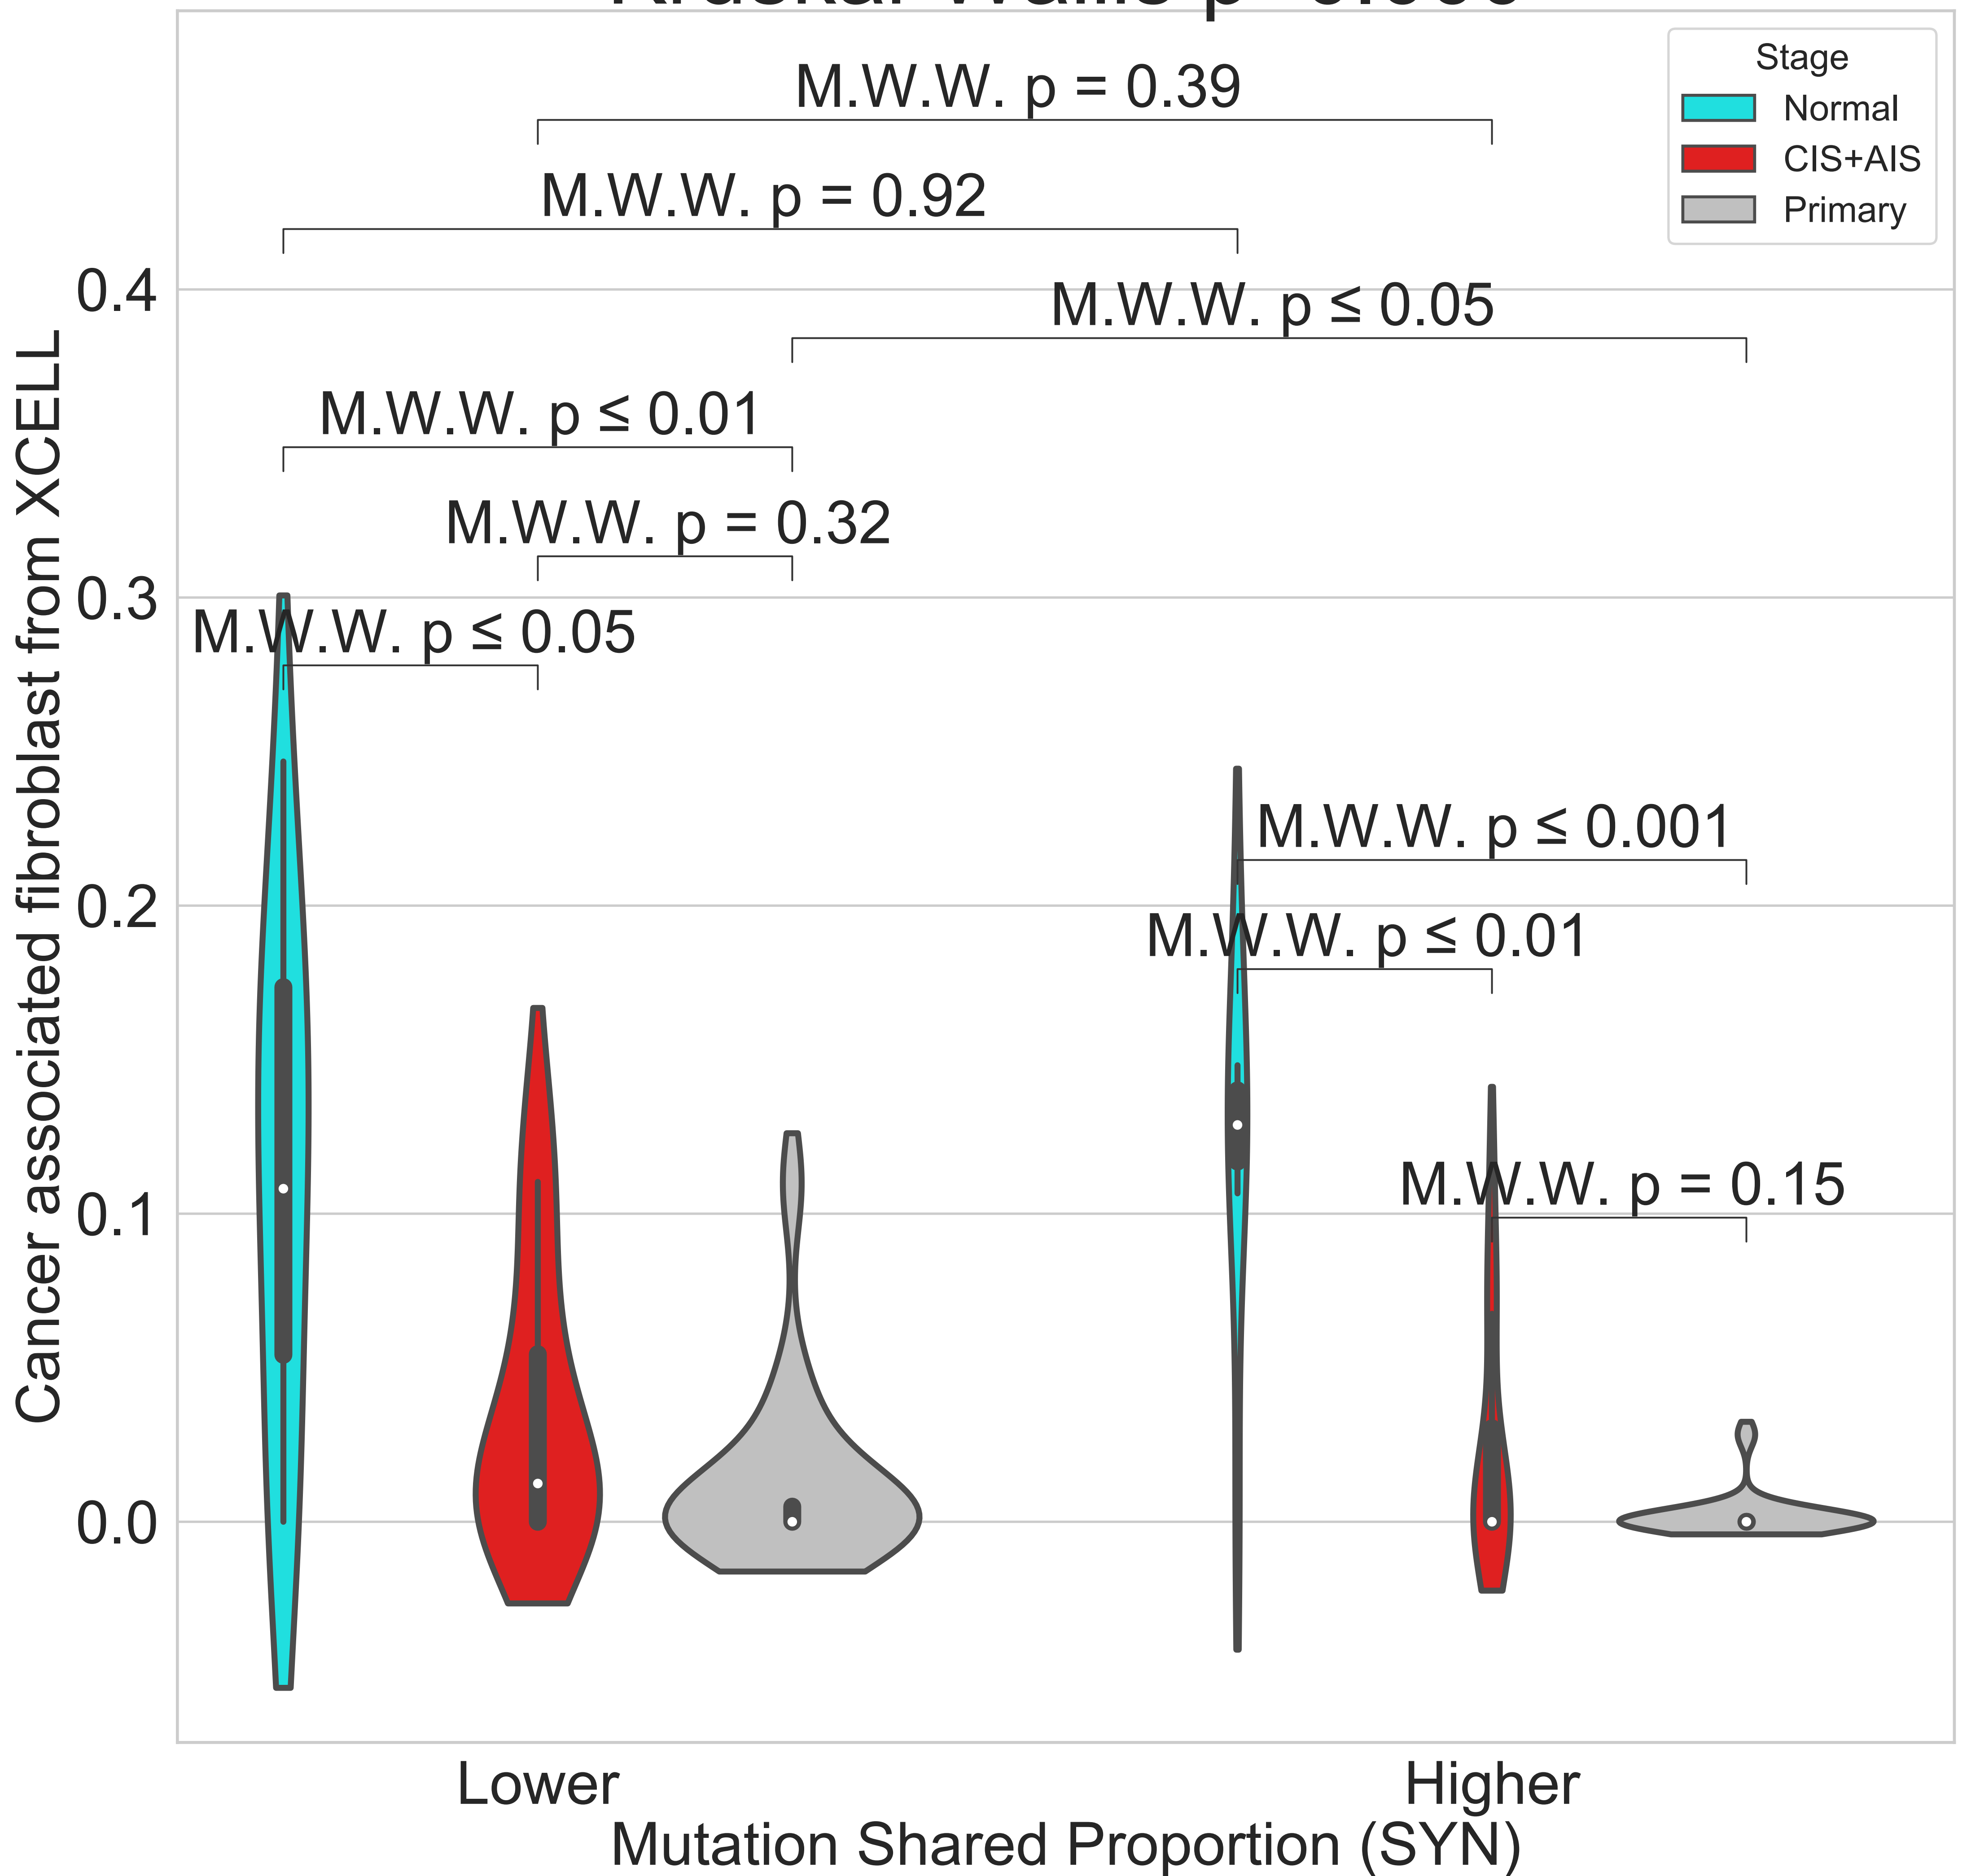 Stage
Normal
CIS+AIS
Primary
M.W.W. p = 0.39
M.W.W. p = 0.92
M.W.W. p ≤ 0.05
M.W.W. p ≤ 0.01
M.W.W. p = 0.32
M.W.W. p ≤ 0.05
M.W.W. p ≤ 0.001
M.W.W. p ≤ 0.01
M.W.W. p = 0.15
Cancer associated fibroblast from XCELL
0.4
0.3
0.2
0.1
0.0
Lower
Higher
Mutation Shared Proportion (SYN)